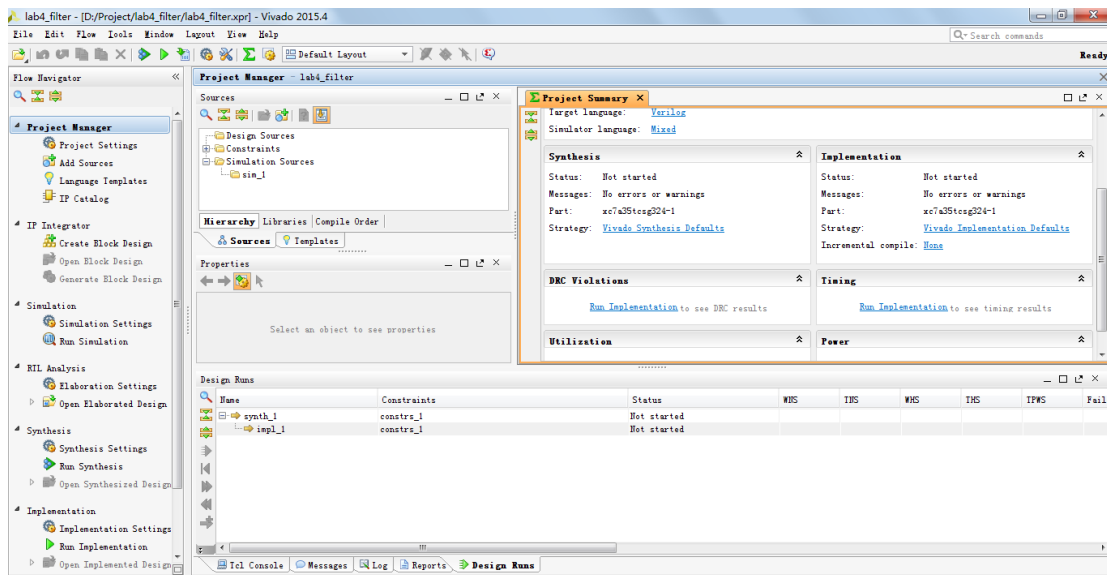 lab4_filter - [D:/Project/lab4_filter/lab4_filter.xpr] - Vivado 2015.4
File Edit Flow Tools Window Layout View Help
Search commands
Default Layout
Ready
Flow Navigator
Project Manager
Project Settings
Add Sources
Language Templates
IP Catalog
IP Integrator
Create Block Design
Open Block Design
Generate Block Design
Simulation
Simulation Settings
Run Simulation
RTL Analysis
Elaboration Settings
Open Elaborated Design
Synthesis
Synthesis Settings
Run Synthesis
Open Synthesized Design
Implementation
Implementation Settings
Run Implementation
Open Implemented Design
Project Manager - lab4_filter
Sources
Design Sources
Constraints
Simulation Sources
sim_1
Hierarchy Libraries Compile Order
Sources Templates
Properties
Select an object to see properties
Project Summary
Target language: Verilog
Simulator language: Mixed
Synthesis
Status: Not started
Messages: No errors or warnings
Part: xc7a35tcsg324-1
Strategy: Vivado Synthesis Defaults
Implementation
Status: Not started
Messages: No errors or warnings
Part: xc7a35tcsg324-1
Strategy: Vivado Implementation Defaults
Incremental compile: None
DRC Violations
Run Implementation to see DRC results
Timing
Run Implementation to see timing results
Utilization
Power
Design Runs
Name Constraints Status WNS TNS WHS THS TPWS Fail
synth_1 constrs_1 Not started
impl_1 constrs_1 Not started
Tcl Console Messages Log Reports Design Runs